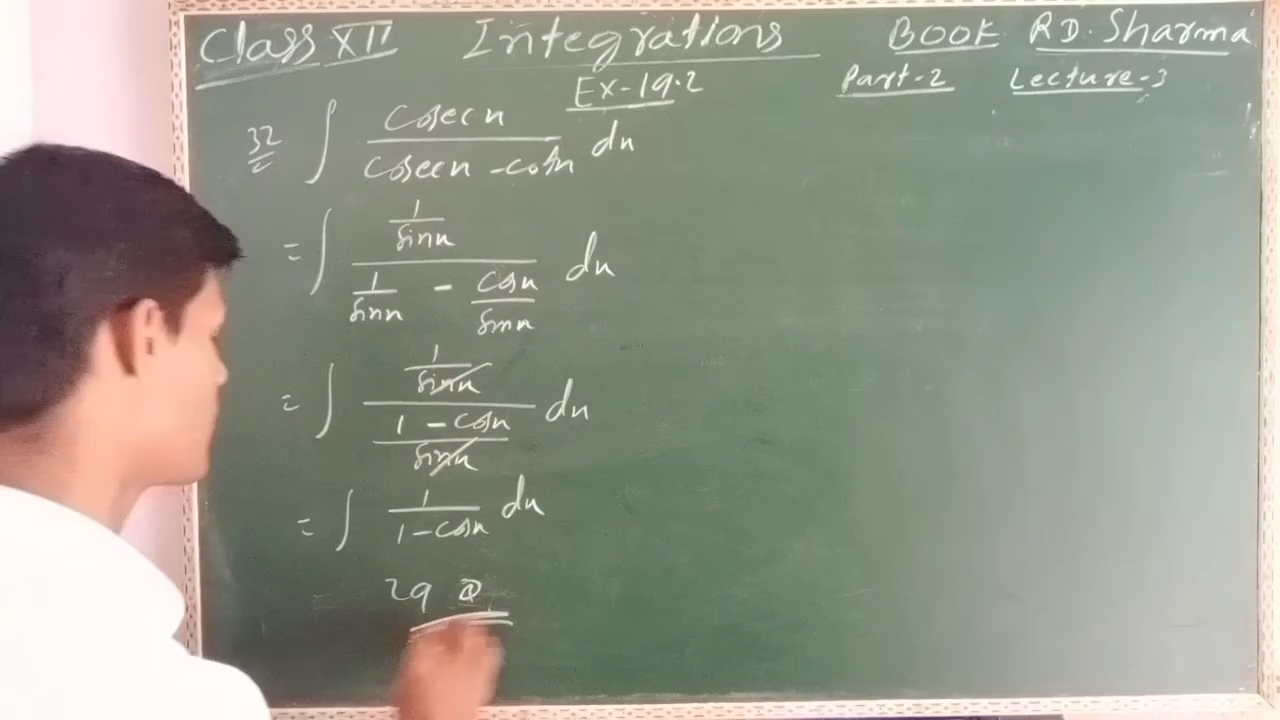 Class XII Integrations Book RD. Sharma
Ex-19.2 Part-2 Lecture-3
32 ∫ cosecx / cosecx - cotx dx
= ∫ 1/sinx / 1/sinx - cosx/sinx dx
= ∫ 1/sinx / 1 - cosx/sinx dx
= ∫ 1/1-cosx dx
29 Q